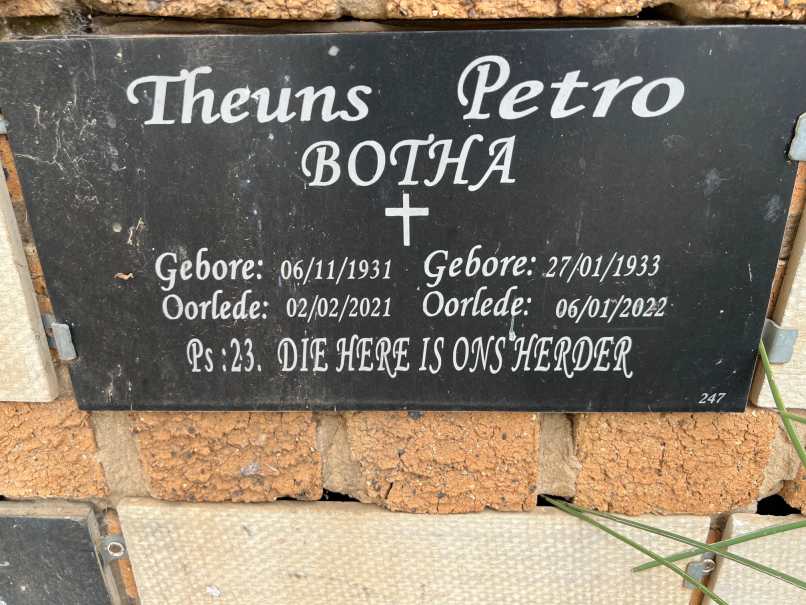 Theuns Petro
BOTHA
Gebore: 06/11/1931 Gebore: 27/01/1933
Oorlede: 02/02/2021 Oorlede: 06/01/2022
Ps :23. DIE HERE IS ONS HERDER
247